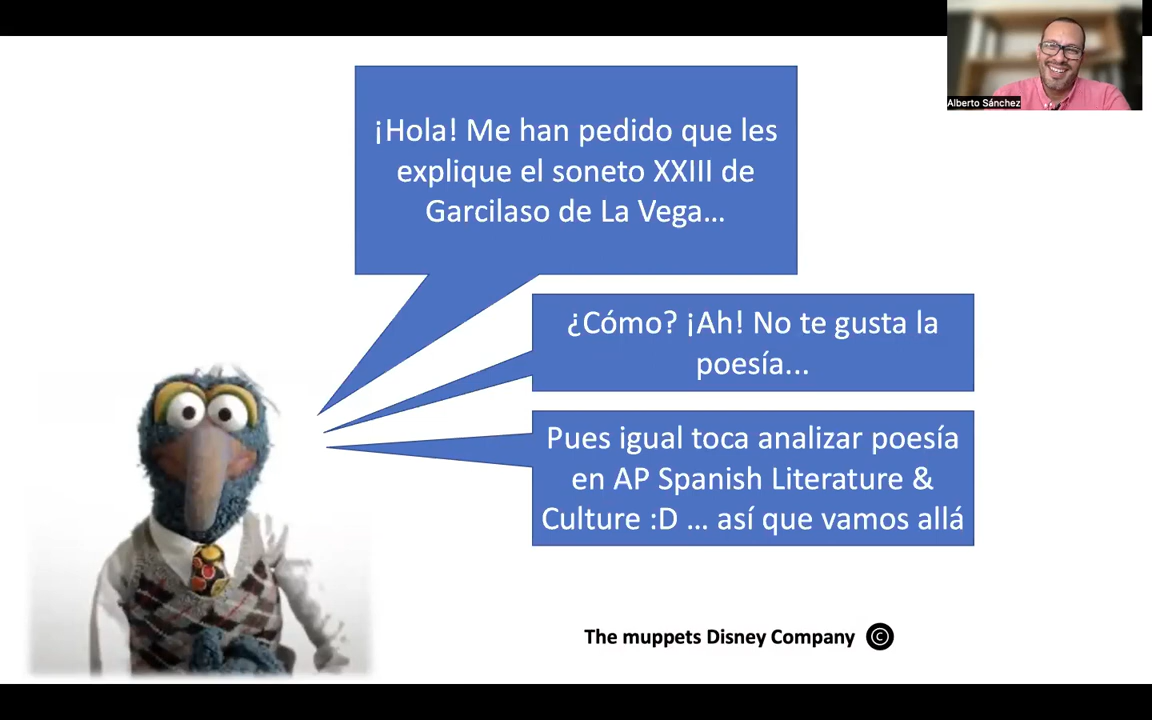 Alberto Sánchez
¡Hola! Me han pedido que les
explique el soneto XXIII de
Garcilaso de La Vega…
¿Cómo? ¡Ah! No te gusta la
poesía...
Pues igual toca analizar poesía
en AP Spanish Literature &
Culture :D … así que vamos allá
The muppets Disney Company ©